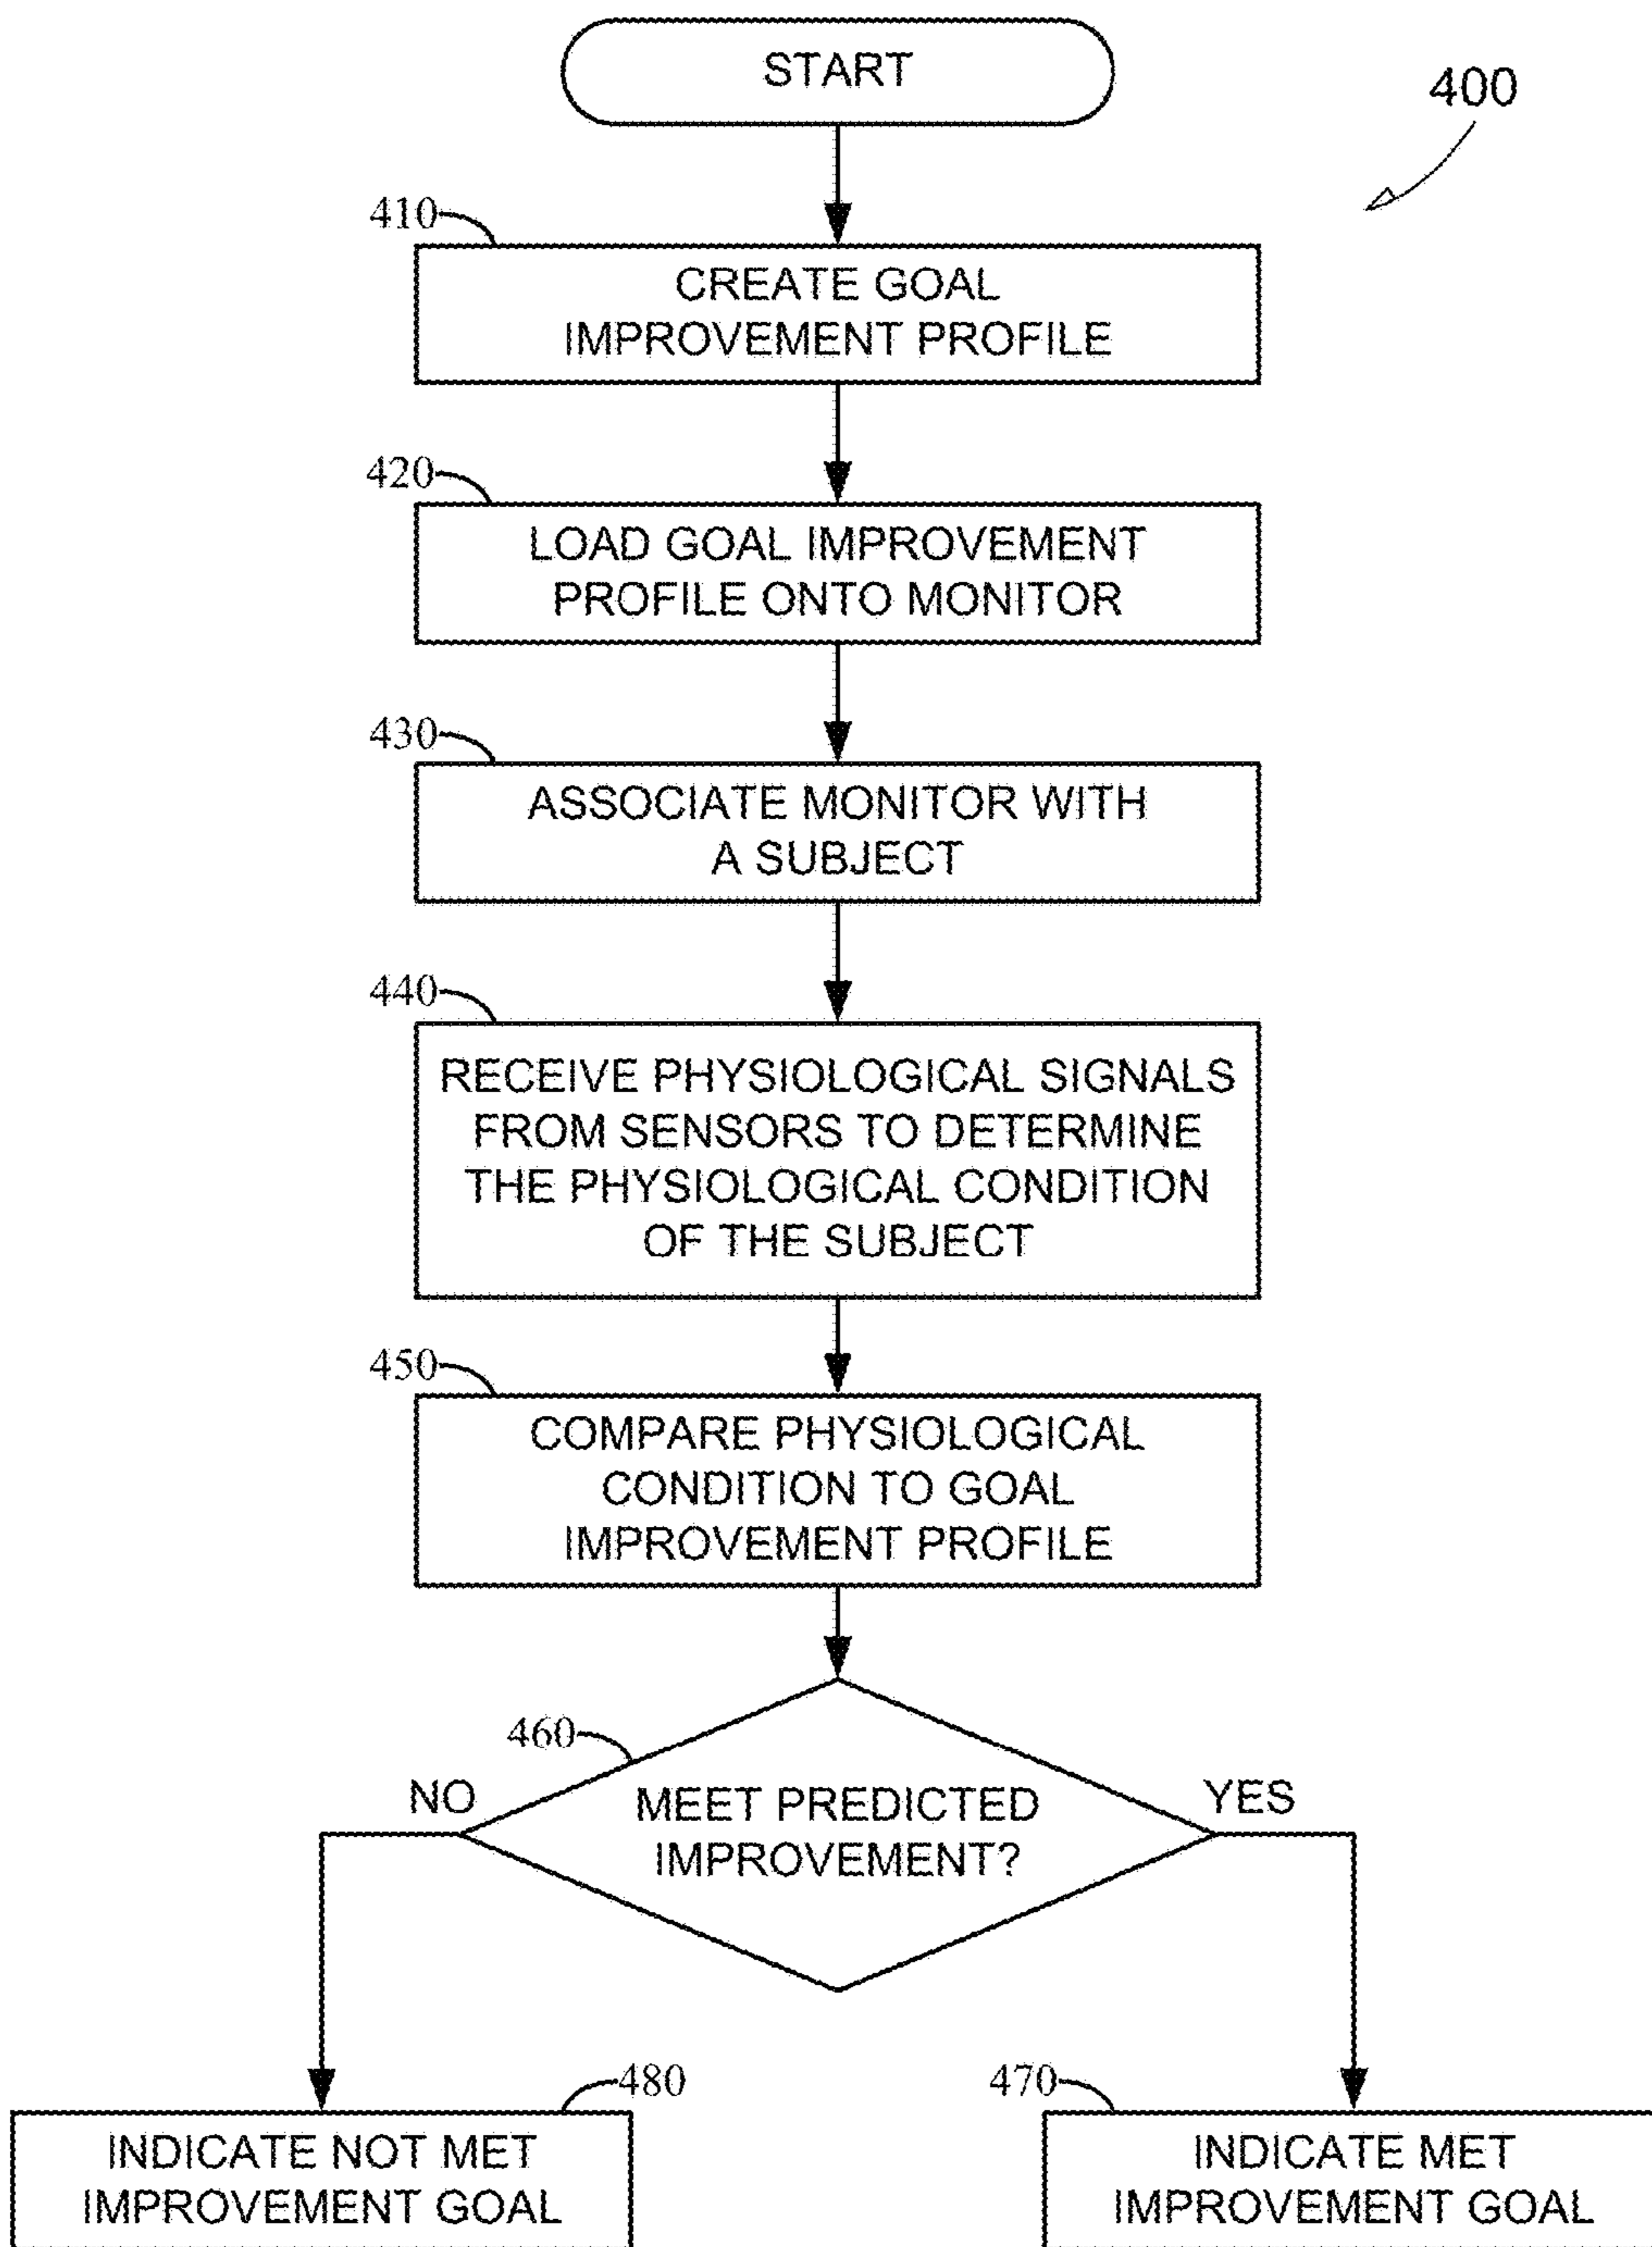 START
400
410
CREATE GOAL
IMPROVEMENT PROFILE
420
LOAD GOAL IMPROVEMENT
PROFILE ONTO MONITOR
430
ASSOCIATE MONITOR WITH
A SUBJECT
440
RECEIVE PHYSIOLOGICAL SIGNALS
FROM SENSORS TO DETERMINE
THE PHYSIOLOGICAL CONDITION
OF THE SUBJECT
450
COMPARE PHYSIOLOGICAL
CONDITION TO GOAL
IMPROVEMENT PROFILE
460
NO
MEET PREDICTED
IMPROVEMENT?
YES
480
INDICATE NOT MET
IMPROVEMENT GOAL
470
INDICATE MET
IMPROVEMENT GOAL